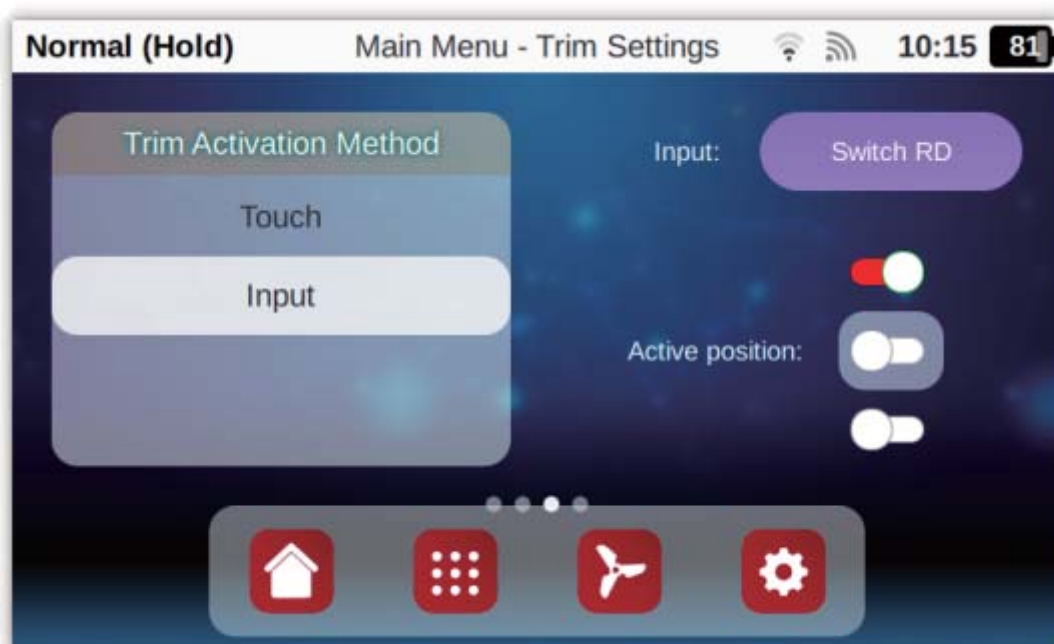 Normal (Hold) Main Menu - Trim Settings 10:15 81
Trim Activation Method
Touch
Input
Input: Switch RD
Active position: